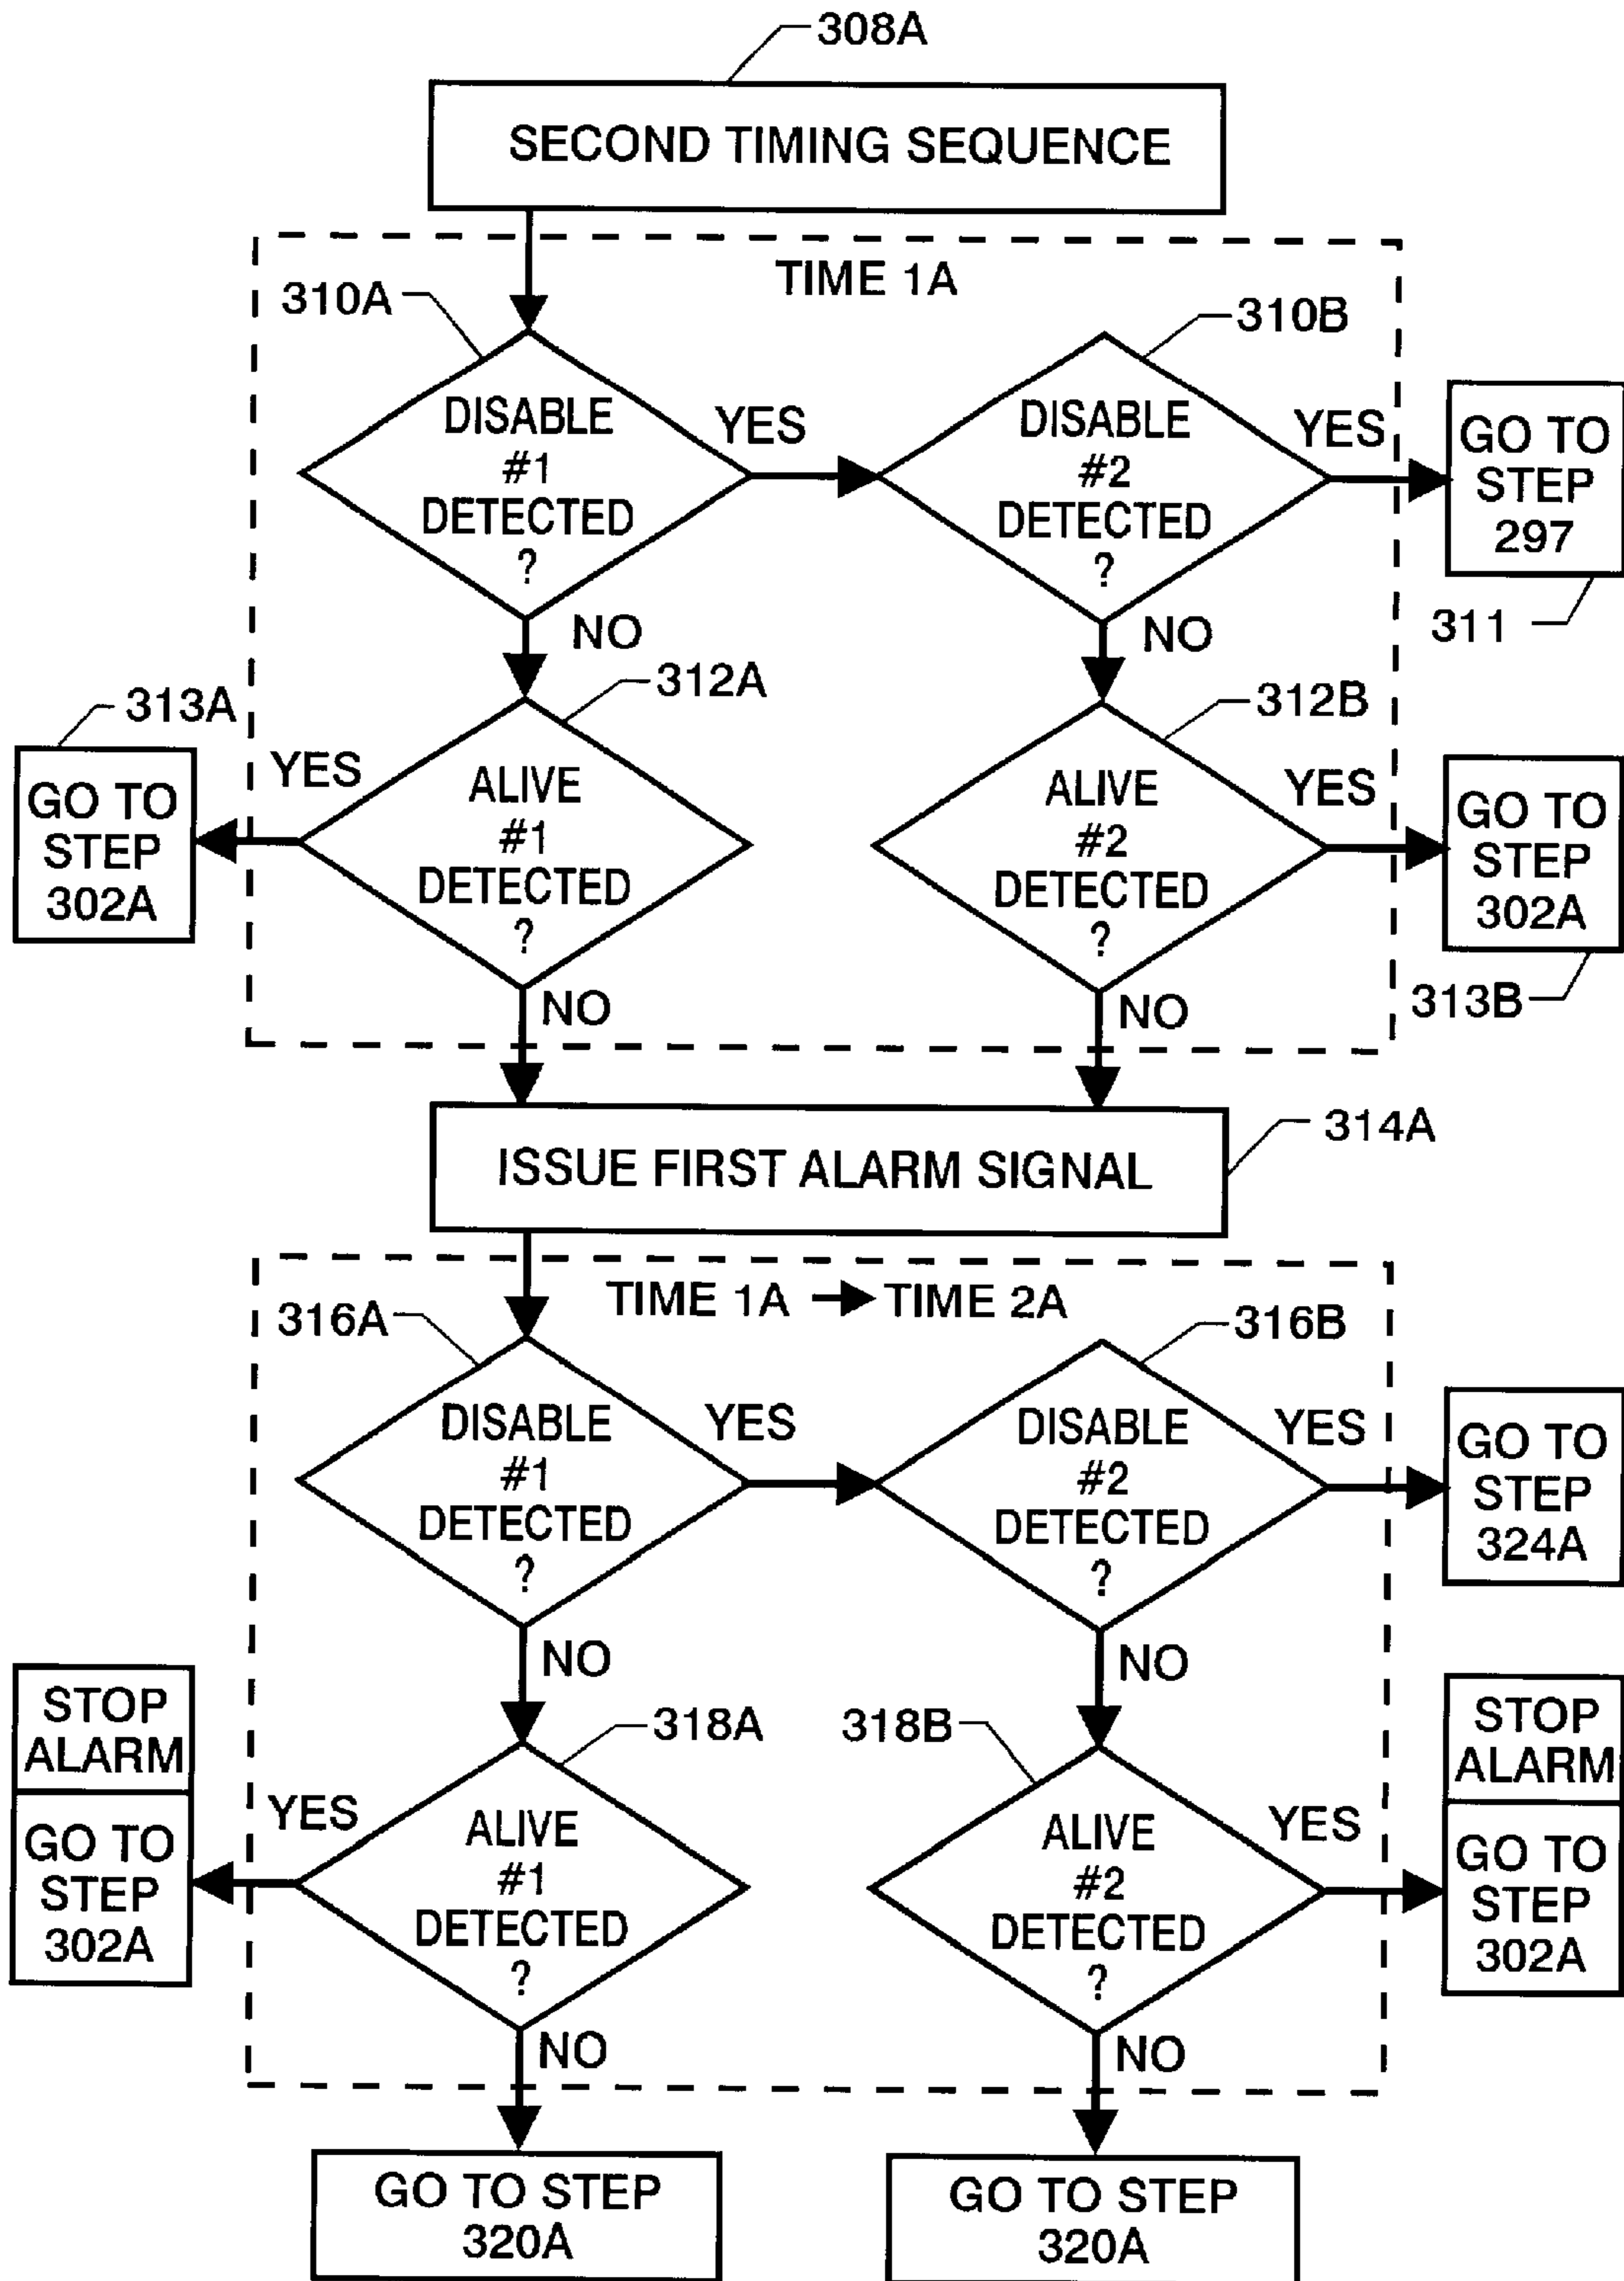 308A
SECOND TIMING SEQUENCE
TIME 1A
310A
310B
DISABLE
#1
DETECTED
?
YES
DISABLE
#2
DETECTED
?
YES
GO TO
STEP
297
311
NO
NO
313A
312A
312B
GO TO
STEP
302A
YES
ALIVE
#1
DETECTED
?
ALIVE
#2
DETECTED
?
YES
GO TO
STEP
302A
313B
NO
NO
ISSUE FIRST ALARM SIGNAL
314A
TIME 1A → TIME 2A
316A
316B
DISABLE
#1
DETECTED
?
YES
DISABLE
#2
DETECTED
?
YES
GO TO
STEP
324A
NO
NO
318A
318B
STOP
ALARM
GO TO
STEP
302A
YES
ALIVE
#1
DETECTED
?
ALIVE
#2
DETECTED
?
YES
STOP
ALARM
GO TO
STEP
302A
NO
NO
GO TO STEP
320A
GO TO STEP
320A